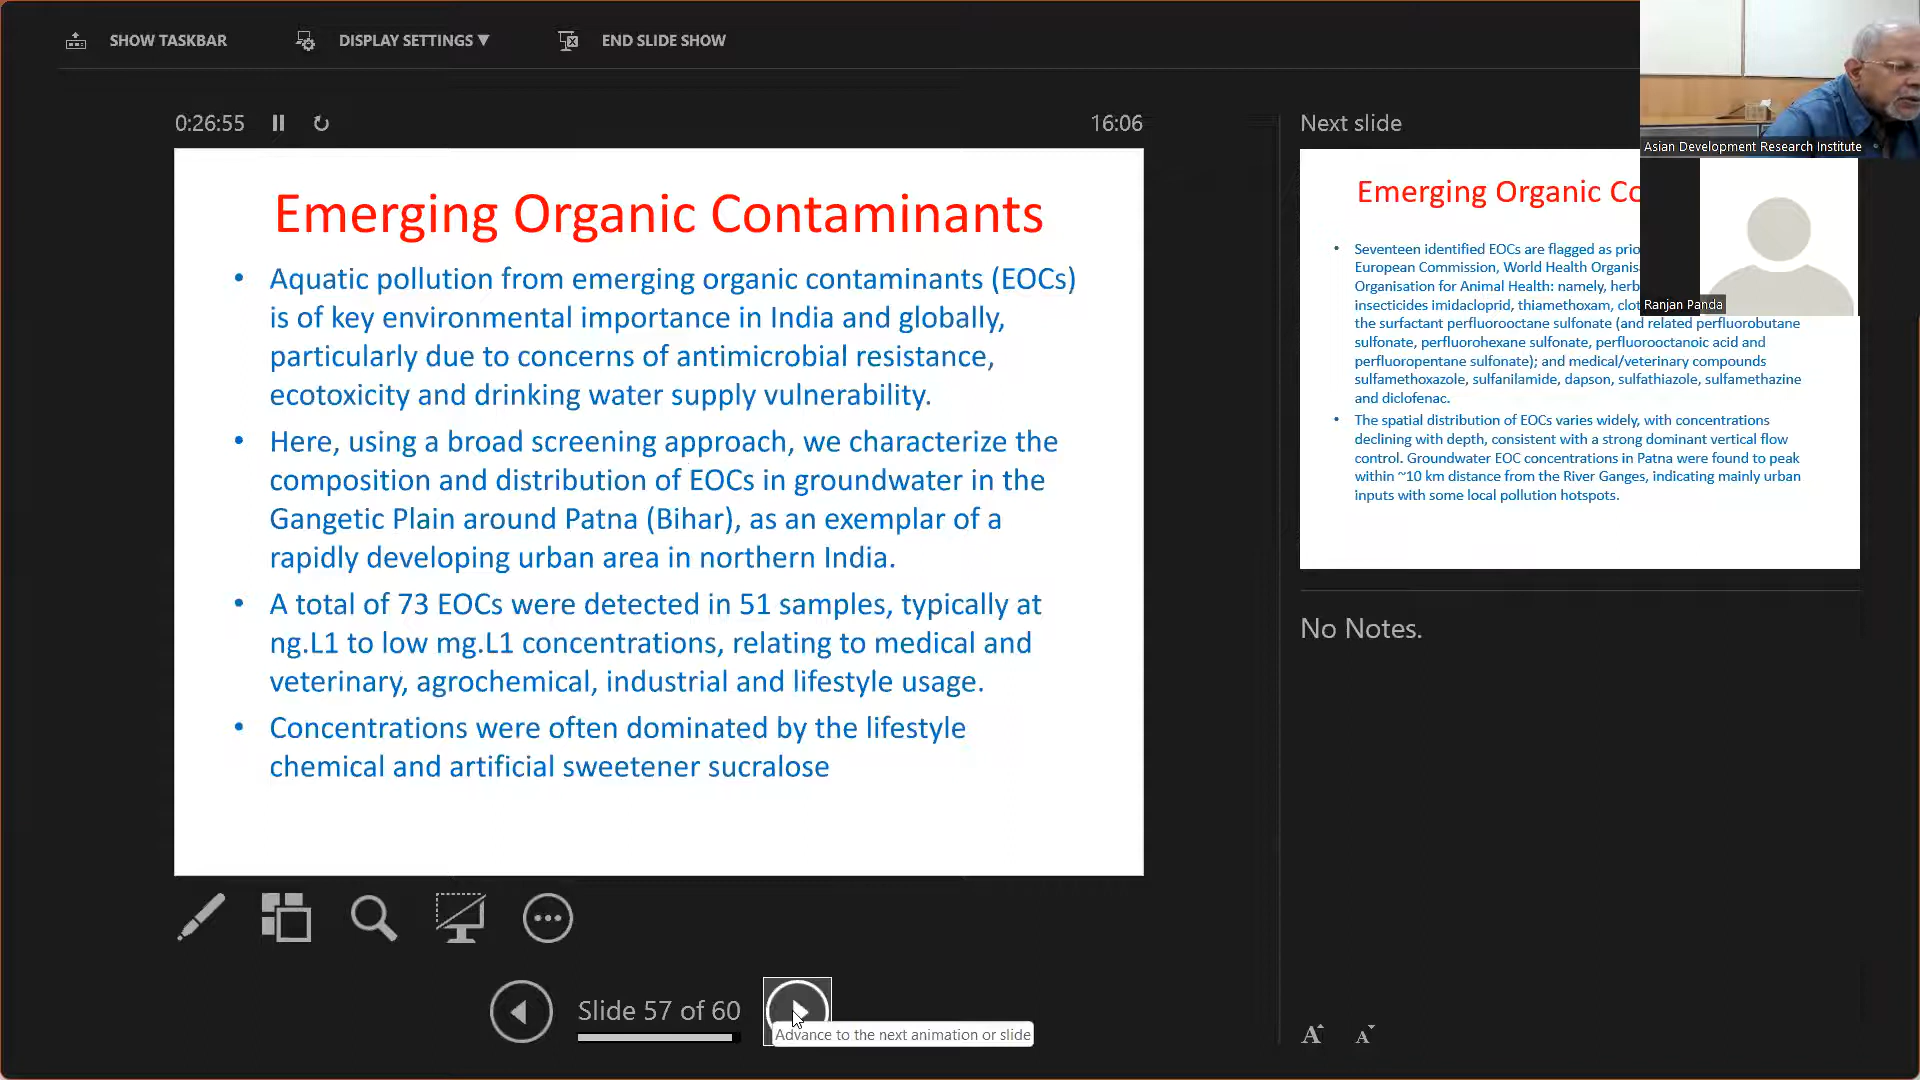 SHOW TASKBAR
DISPLAY SETTINGS ▼
END SLIDE SHOW
0:26:55
16:06
Emerging Organic Contaminants
• Aquatic pollution from emerging organic contaminants (EOCs)
is of key environmental importance in India and globally,
particularly due to concerns of antimicrobial resistance,
ecotoxicity and drinking water supply vulnerability.
• Here, using a broad screening approach, we characterize the
composition and distribution of EOCs in groundwater in the
Gangetic Plain around Patna (Bihar), as an exemplar of a
rapidly developing urban area in northern India.
• A total of 73 EOCs were detected in 51 samples, typically at
ng.L1 to low mg.L1 concentrations, relating to medical and
veterinary, agrochemical, industrial and lifestyle usage.
• Concentrations were often dominated by the lifestyle
chemical and artificial sweetener sucralose
Slide 57 of 60
Advance to the next animation or slide
Next slide
Emerging Organic
• Seventeen identified EOCs are flagged as
European Commission, World Health
Organisation for Animal Health: namely,
insecticides imidacloprid, thiamethoxam,
the surfactant perfluorooctane sulfonate (and related perfluorobutane
sulfonate, perfluorohexane sulfonate, perfluorooctanoic acid and
perfluoropentane sulfonate); and medical/veterinary compounds
sulfamethoxazole, sulfanilamide, dapson, sulfathiazole, sulfamethazine
and diclofenac.
• The spatial distribution of EOCs varies widely, with concentrations
declining with depth, consistent with a strong dominant vertical flow
control. Groundwater EOC concentrations in Patna were found to peak
within ~10 km distance from the River Ganges, indicating mainly urban
inputs with some local pollution hotspots.
No Notes.
A A
Asian Development Research Institute
Ranjan Panda